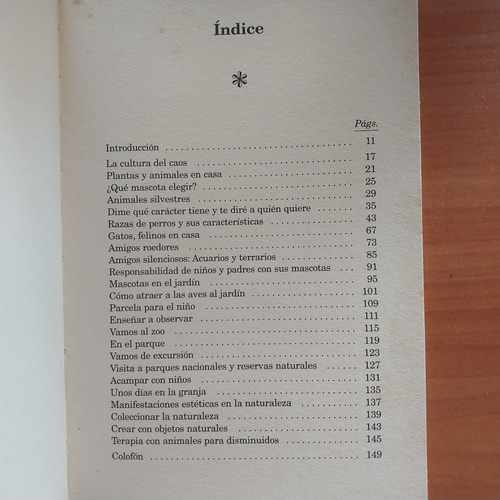 Índice
Págs.
Introducción 11
La cultura del caos 17
Plantas y animales en casa 21
¿Qué mascota elegir? 25
Animales silvestres 29
Dime qué carácter tiene y te diré a quién quiere 35
Razas de perros y sus características 43
Gatos, felinos en casa 67
Amigos roedores 73
Amigos silenciosos: Acuarios y terrarios 85
Responsabilidad de niños y padres con sus mascotas 91
Mascotas en el jardín 95
Cómo atraer a las aves al jardín 101
Parcela para el niño 109
Enseñar a observar 111
Vamos al zoo 115
En el parque 119
Vamos de excursión 123
Visita a parques nacionales y reservas naturales 127
Acampar con niños 131
Unos días en la granja 135
Manifestaciones estéticas en la naturaleza 137
Coleccionar la naturaleza 139
Crear con objetos naturales 143
Terapia con animales para disminuidos 145
Colofón 149